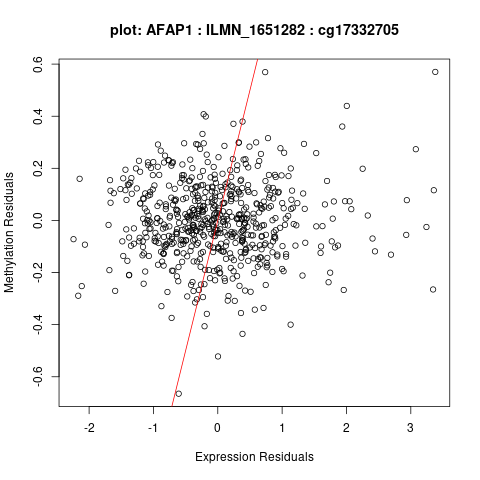 plot: AFAP1 : ILMN_1651282 : cg17332705
Methylation Residuals
0.6
0.4
0.2
0.0
-0.2
-0.4
-0.6
-2 -1 0 1 2 3
Expression Residuals